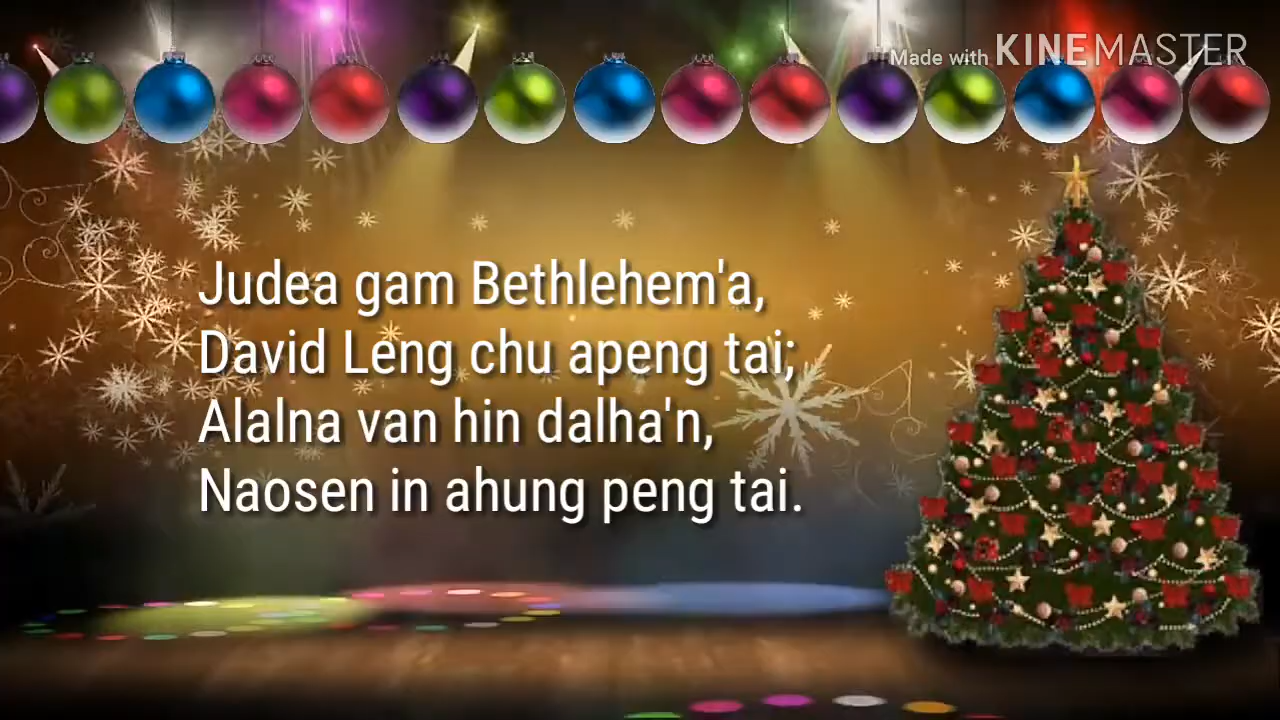 Made with KINEMASTER
Judea gam Bethlehem'a,
David Leng chu apeng tai;
Alalna van hin dalha'n,
Naosen in ahung peng tai.